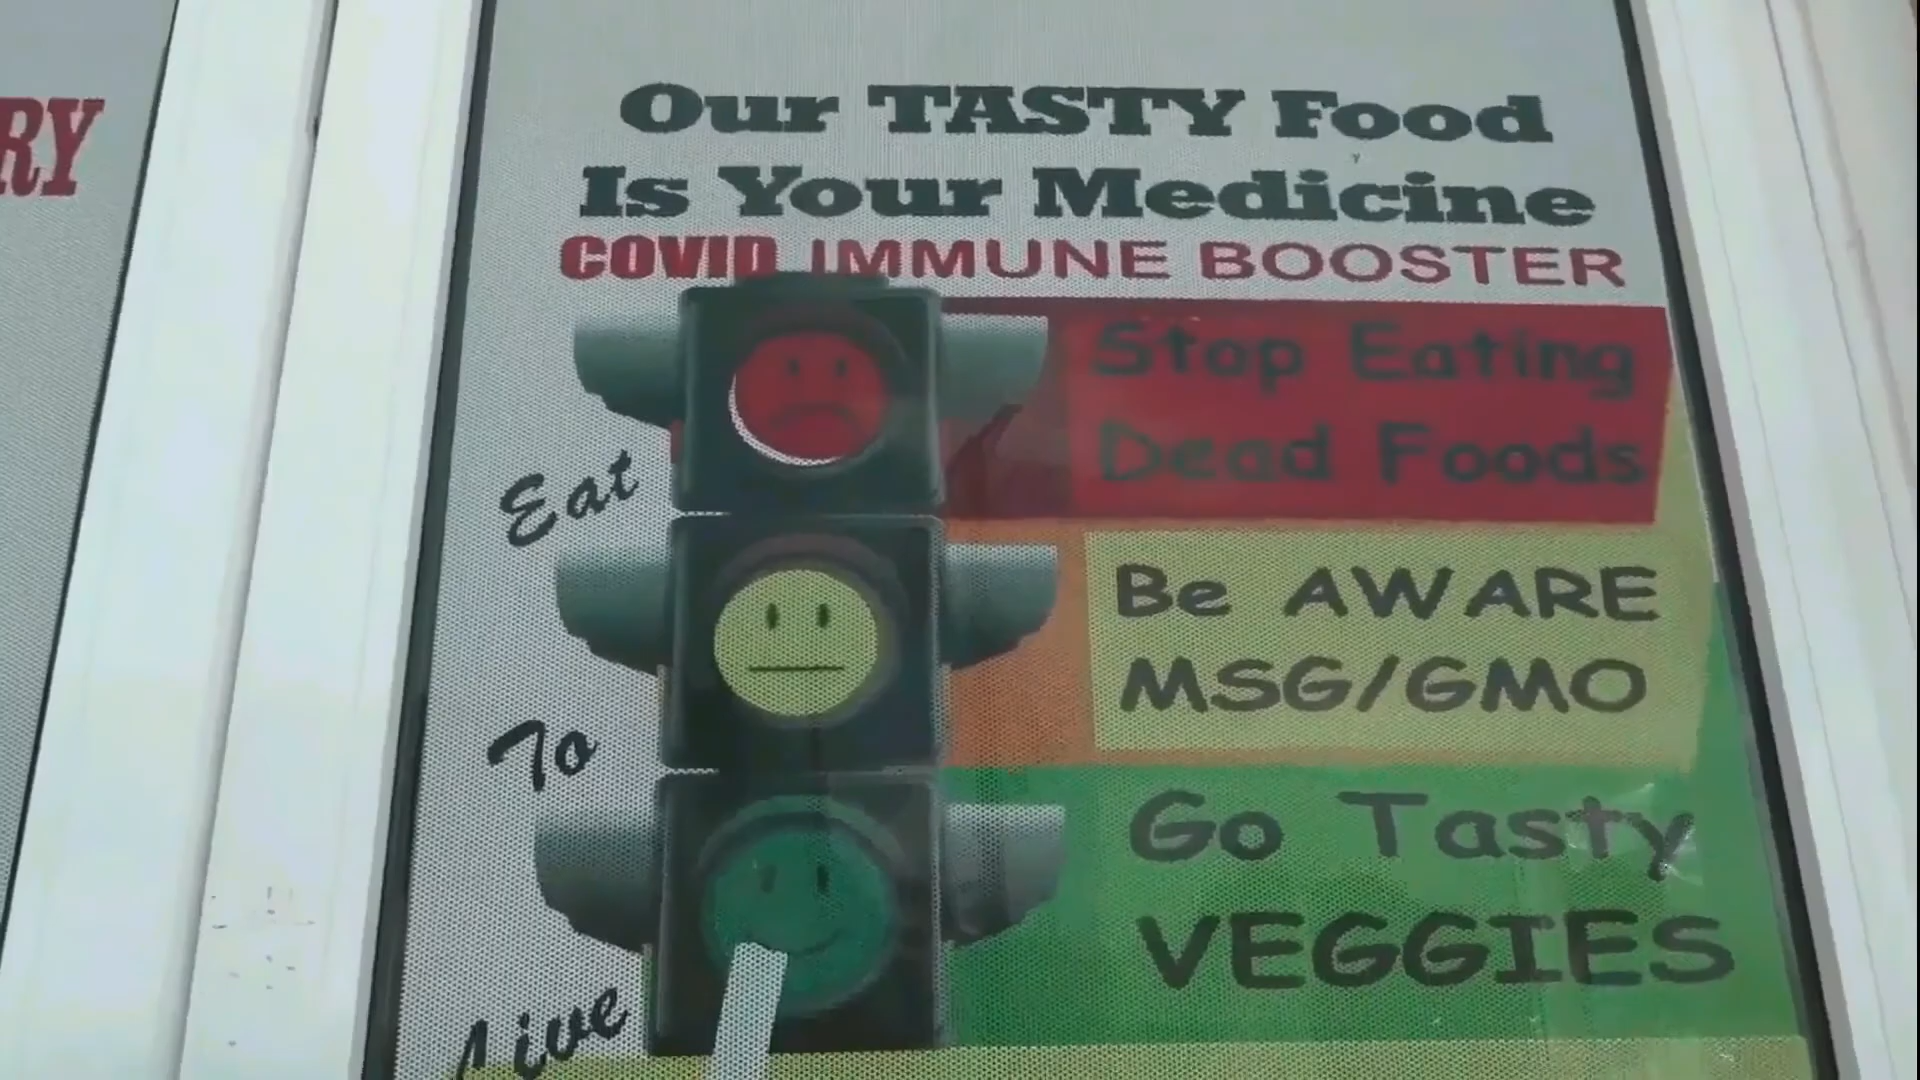 RY
Our TASTY Food
Is Your Medicine
COVID IMMUNE BOOSTER
Stop Eating
Dead Foods
Eat
Be AWARE
MSG/GMO
To
Go Tasty
VEGGIES
Live